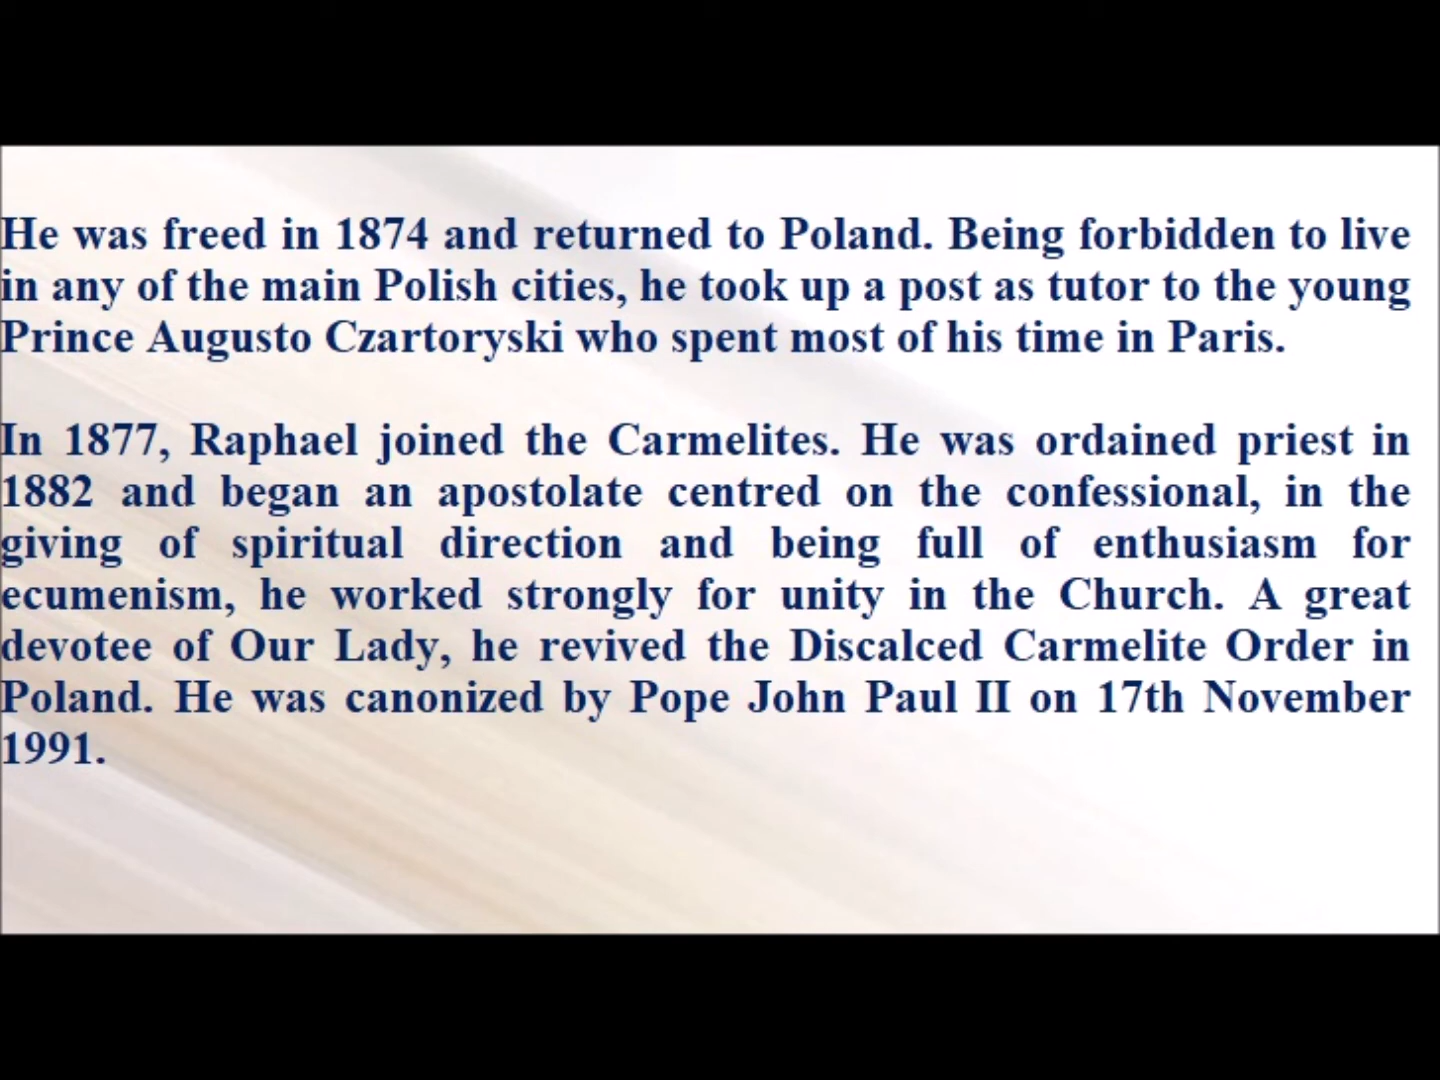 He was freed in 1874 and returned to Poland. Being forbidden to live
in any of the main Polish cities, he took up a post as tutor to the young
Prince Augusto Czartoryski who spent most of his time in Paris.
In 1877, Raphael joined the Carmelites. He was ordained priest in
1882 and began an apostolate centred on the confessional, in the
giving of spiritual direction and being full of enthusiasm for
ecumenism, he worked strongly for unity in the Church. A great
devotee of Our Lady, he revived the Discalced Carmelite Order in
Poland. He was canonized by Pope John Paul II on 17th November
1991.